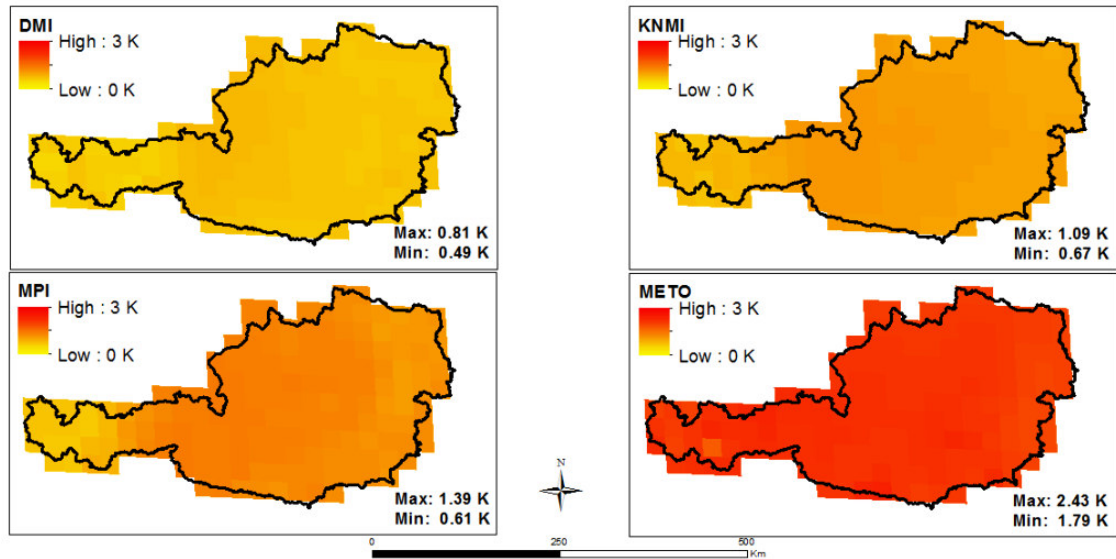 DMI
High : 3 K
Low : 0 K
Max: 0.81 K
Min: 0.49 K
KNMI
High : 3 K
Low : 0 K
Max: 1.09 K
Min: 0.67 K
MPI
High : 3 K
Low : 0 K
Max: 1.39 K
Min: 0.61 K
METO
High : 3 K
Low : 0 K
Max: 2.43 K
Min: 1.79 K
N
0 250 500
Km